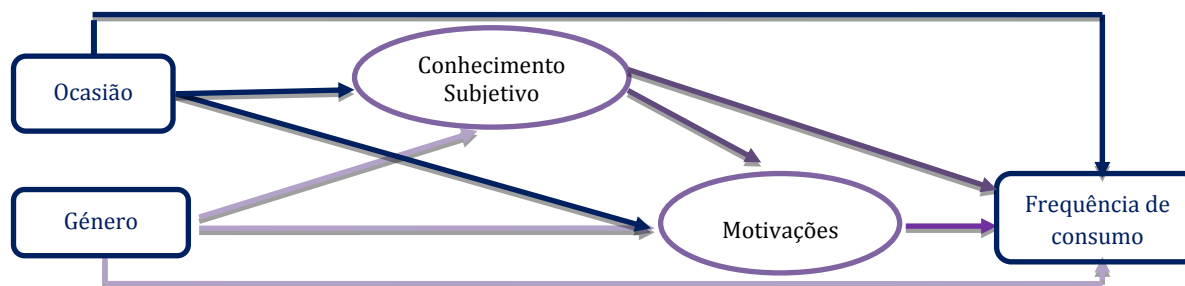 Ocasião
Conhecimento
Subjetivo
Género
Motivações
Frequência de
consumo